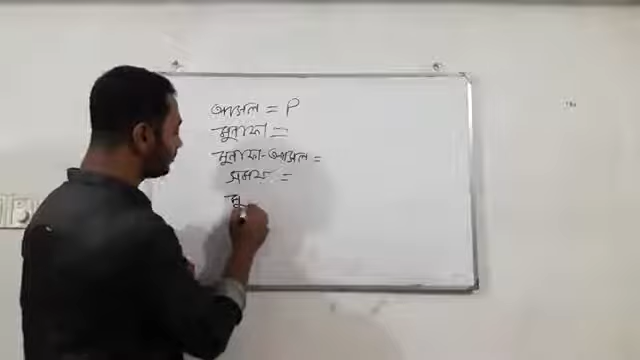 আসল = P
মুনাফা =
মুনাফা-আসল =
সময় =
মু